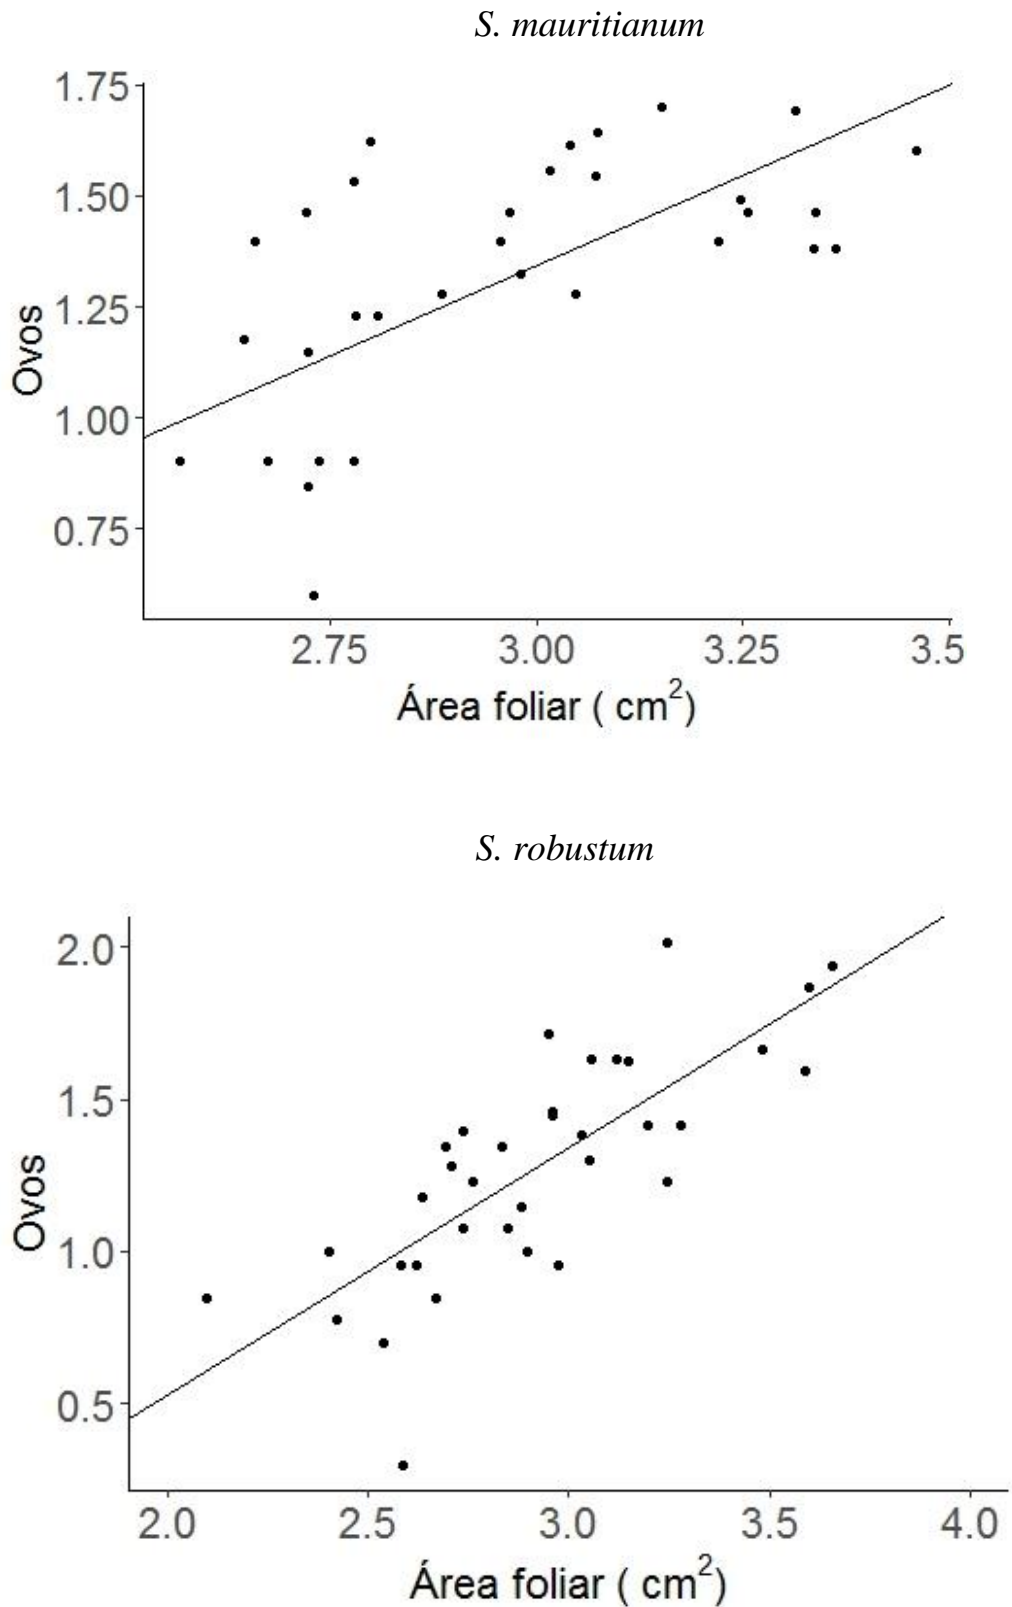 S. mauritianum
1.75
1.50
1.25
1.00
0.75
Ovos
2.75 3.00 3.25 3.5
Área foliar ( cm²)
S. robustum
2.0
1.5
1.0
0.5
Ovos
2.0 2.5 3.0 3.5 4.0
Área foliar ( cm²)